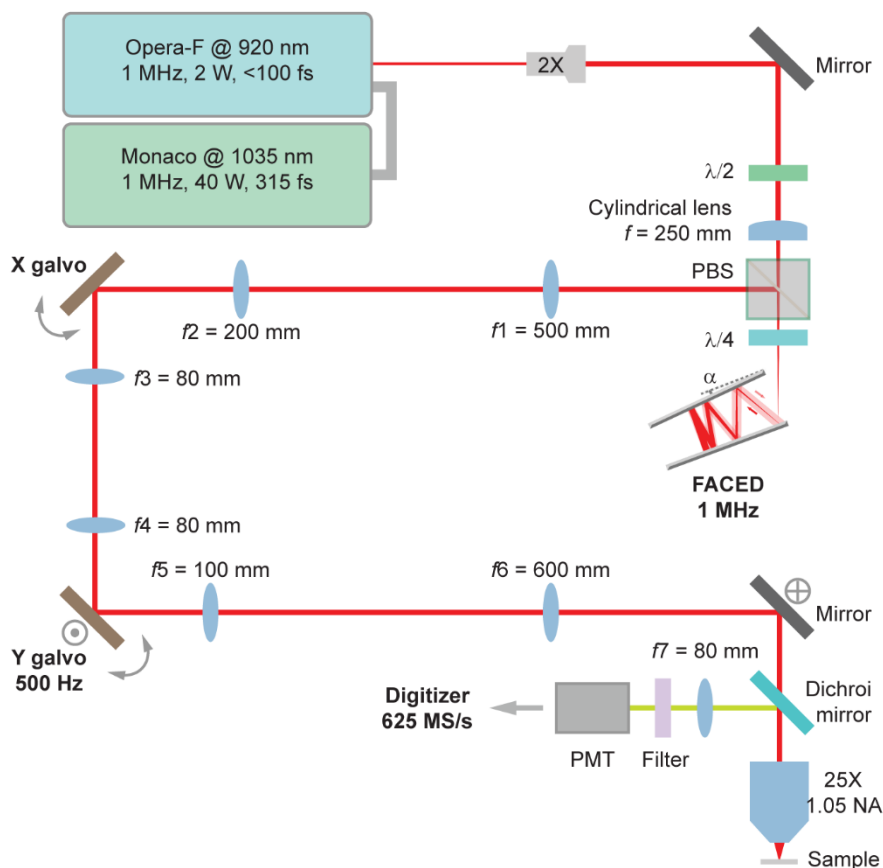 Opera-F @ 920 nm
1 MHz, 2 W, <100 fs
2X
Mirror
Monaco @ 1035 nm
1 MHz, 40 W, 315 fs
λ/2
Cylindrical lens
f = 250 mm
PBS
X galvo
f2 = 200 mm
f1 = 500 mm
λ/4
f3 = 80 mm
α
FACED
1 MHz
f4 = 80 mm
f5 = 100 mm
f6 = 600 mm
Mirror
Y galvo
500 Hz
f7 = 80 mm
Digitizer
625 MS/s
Dichroi
mirror
PMT
Filter
25X
1.05 NA
Sample